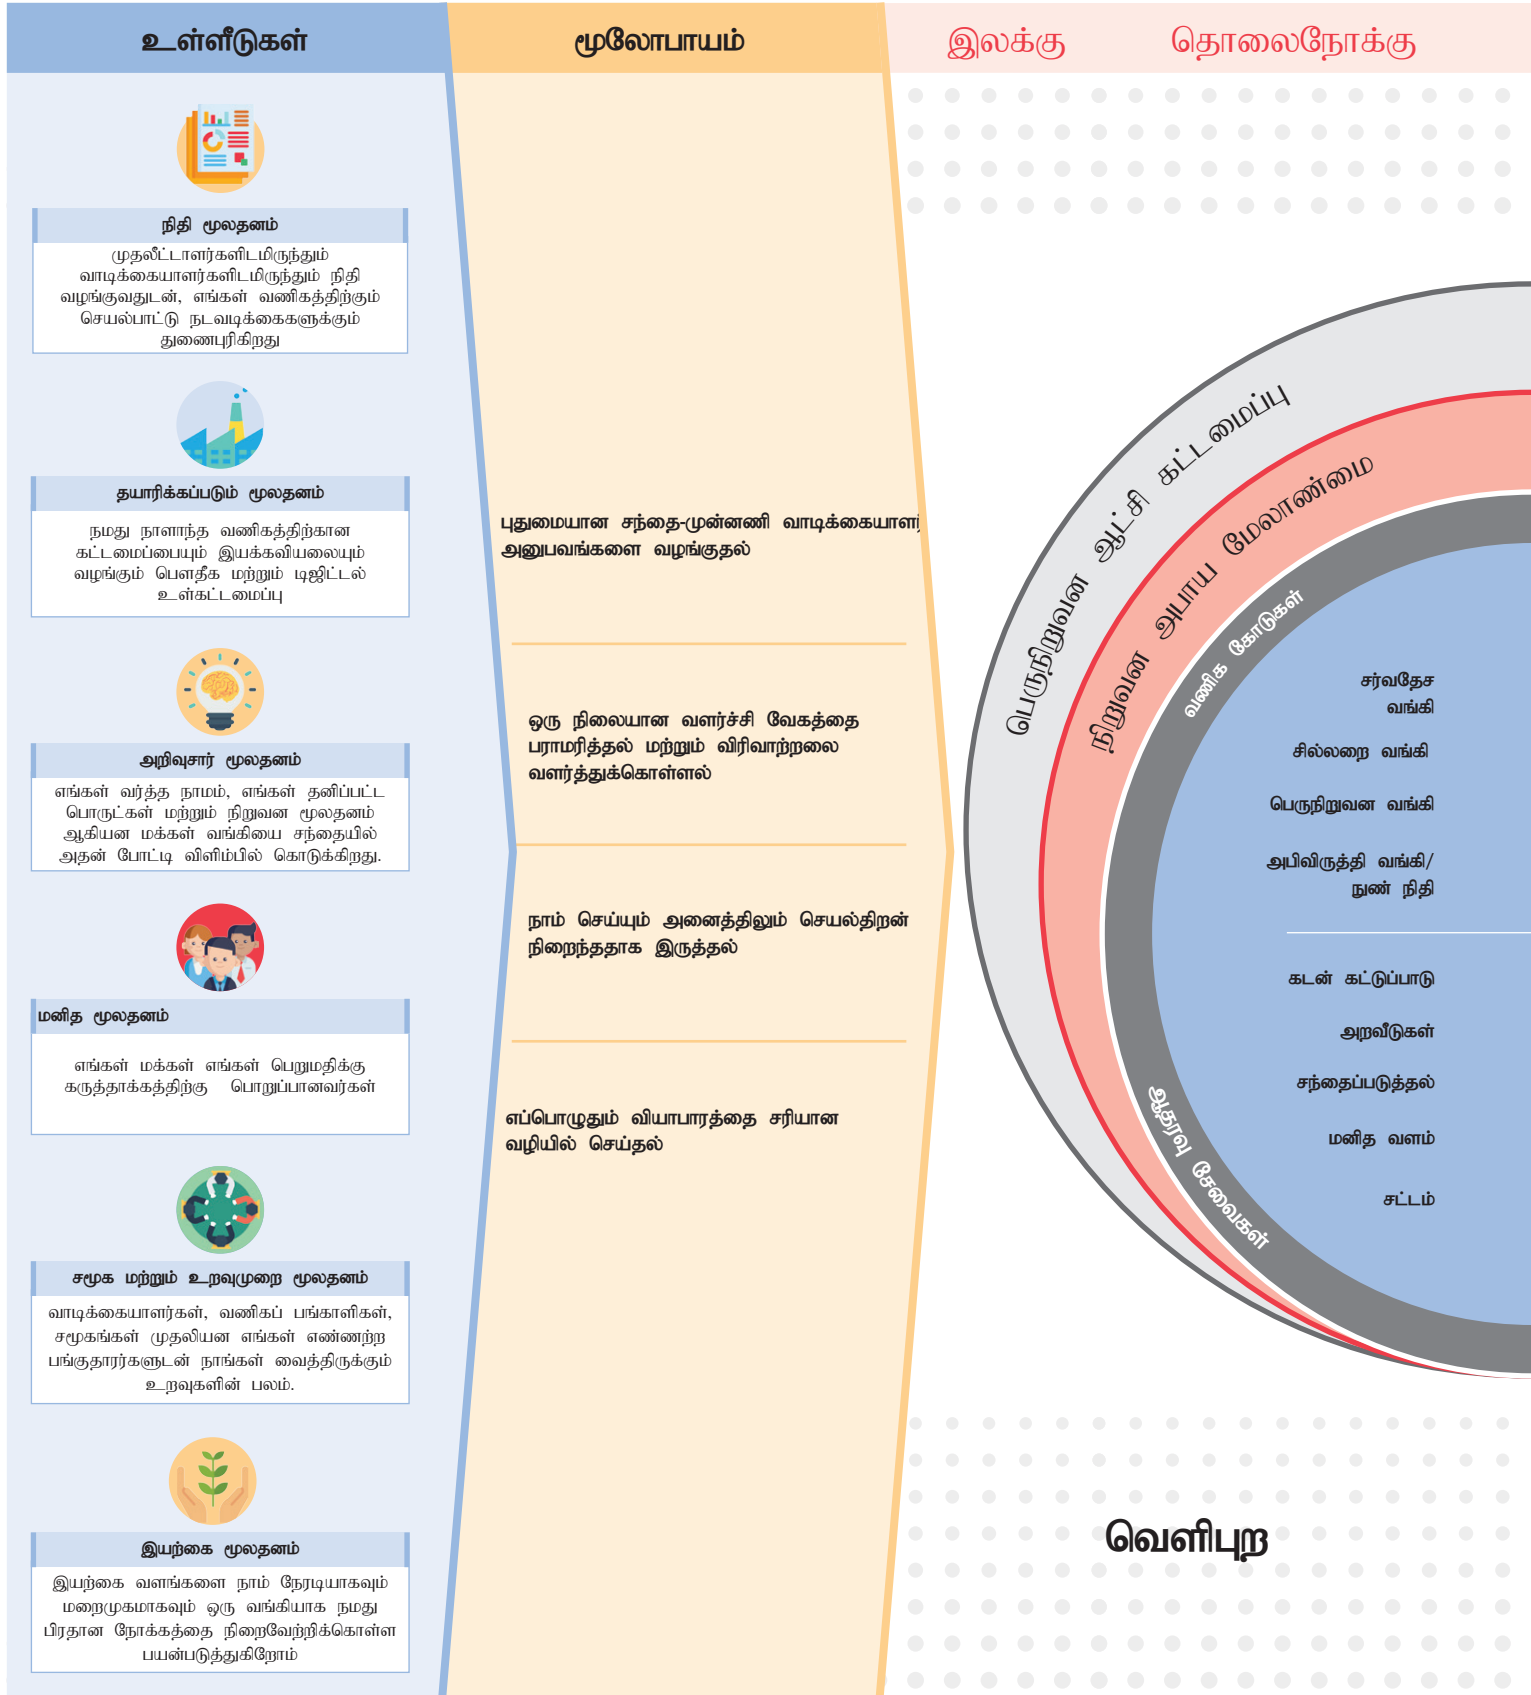 உள்ளீடுகள்
நிதி மூலதனம்
முதலீட்டாளர்களிடமிருந்தும்
வாடிக்கையாளர்களிடமிருந்தும் நிதி
வழங்குவதுடன், எங்கள் வணிகத்திற்கும்
செயல்பாட்டு நடவடிக்கைகளுக்கும்
துணைபுரிகிறது
தயாரிக்கப்படும் மூலதனம்
நமது நாளாந்த வணிகத்திற்கான
கட்டமைப்பையும் இயக்கவியலையும்
வழங்கும் பௌதீக மற்றும் டிஜிட்டல்
உள்கட்டமைப்பு
அறிவுசார் மூலதனம்
எங்கள் வர்த்த நாமம், எங்கள் தனிப்பட்ட
பொருட்கள் மற்றும் நிறுவன மூலதனம்
ஆகியன மக்கள் வங்கியை சந்தையில்
அதன் போட்டி விளிம்பில் கொடுக்கிறது.
மனித மூலதனம்
எங்கள் மக்கள் எங்கள் பெறுமதிக்கு
கருத்தாக்கத்திற்கு பொறுப்பானவர்கள்
சமூக மற்றும் உறவுமுறை மூலதனம்
வாடிக்கையாளர்கள், வணிகப் பங்காளிகள்,
சமூகங்கள் முதலியன எங்கள் எண்ணற்ற
பங்குதாரர்களுடன் நாங்கள் வைத்திருக்கும்
உறவுகளின் பலம்.
இயற்கை மூலதனம்
இயற்கை வளங்களை நாம் நேரடியாகவும்
மறைமுகமாகவும் ஒரு வங்கியாக நமது
பிரதான நோக்கத்தை நிறைவேற்றிக்கொள்ள
பயன்படுத்துகிறோம்
மூலோபாயம்
புதுமையான சந்தை-முன்னணி வாடிக்கையாளர்
அனுபவங்களை வழங்குதல்
ஒரு நிலையான வளர்ச்சி வேகத்தை
பராமரித்தல் மற்றும் விரிவாற்றலை
வளர்த்துக்கொள்ளல்
நாம் செய்யும் அனைத்திலும் செயல்திறன்
நிறைந்ததாக இருத்தல்
எப்பொழுதும் வியாபாரத்தை சரியான
வழியில் செய்தல்
இலக்கு தொலைநோக்கு
பெருநிறுவன ஆட்சி கட்டமைப்பு
நிறுவன அபாய மேலாண்மை
வணிக கோடுகள்
சர்வதேச
வங்கி
சில்லறை வங்கி
பெருநிறுவன வங்கி
அபிவிருத்தி வங்கி/
நுண் நிதி
கடன் கட்டுப்பாடு
அறவீடுகள்
சந்தைப்படுத்தல்
மனித வளம்
சட்டம்
ஆதரவு சேவைகள்
வெளிபுற